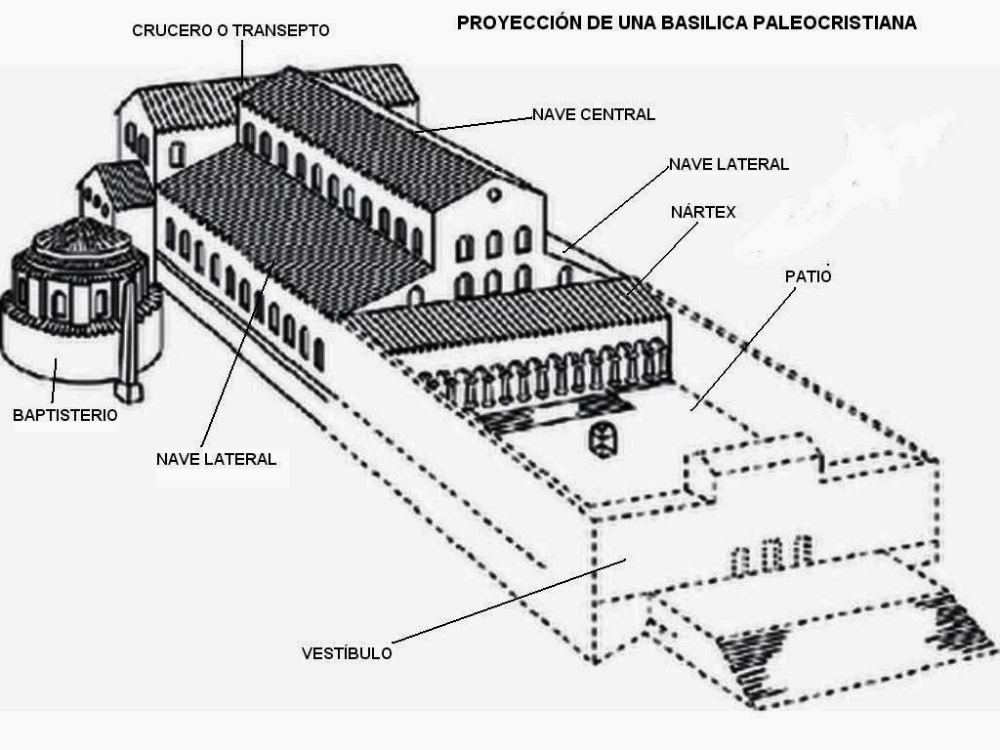 PROYECCIÓN DE UNA BASILICA PALEOCRISTIANA
CRUCERO O TRANSEPTO
NAVE CENTRAL
NAVE LATERAL
NÁRTEX
PATIO
BAPTISTERIO
NAVE LATERAL
VESTÍBULO